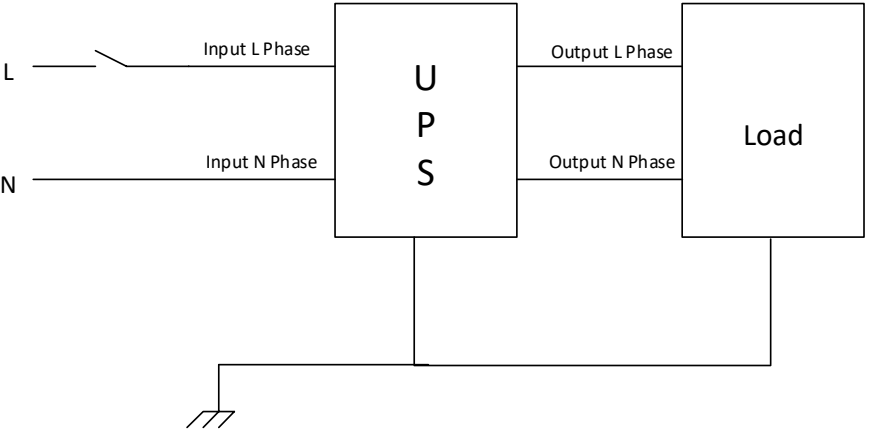 L
Input L Phase
Output L Phase
U
P
S
Load
N
Input N Phase
Output N Phase